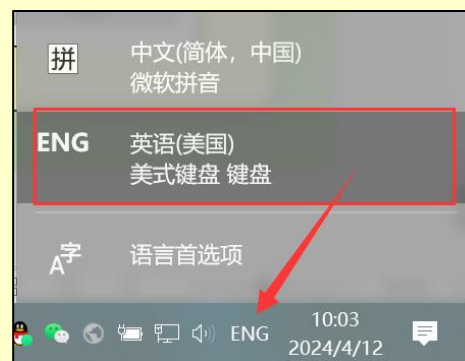 拼
中文(简体，中国)
微软拼音
ENG
英语(美国)
美式键盘 键盘
A字
语言首选项
ENG
10:03
2024/4/12